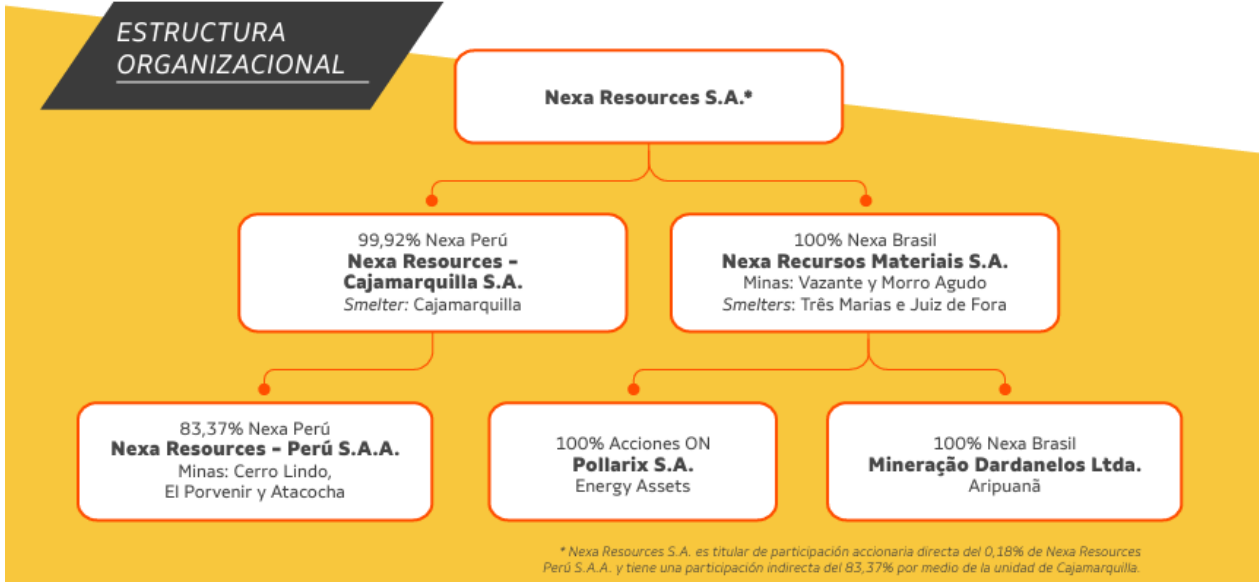 ESTRUCTURA
ORGANIZACIONAL
Nexa Resources S.A.*
99,92% Nexa Perú
Nexa Resources –
Cajamarquilla S.A.
Smelter: Cajamarquilla
100% Nexa Brasil
Nexa Recursos Materiais S.A.
Minas: Vazante y Morro Agudo
Smelters: Três Marias e Juiz de Fora
83,37% Nexa Perú
Nexa Resources – Perú S.A.A.
Minas: Cerro Lindo,
El Porvenir y Atacocha
100% Acciones ON
Pollarix S.A.
Energy Assets
100% Nexa Brasil
Mineração Dardanelos Ltda.
Aripuanã
* Nexa Resources S.A. es titular de participación accionaria directa del 0,18% de Nexa Resources
Perú S.A.A. y tiene una participación indirecta del 83,37% por medio de la unidad de Cajamarquilla.